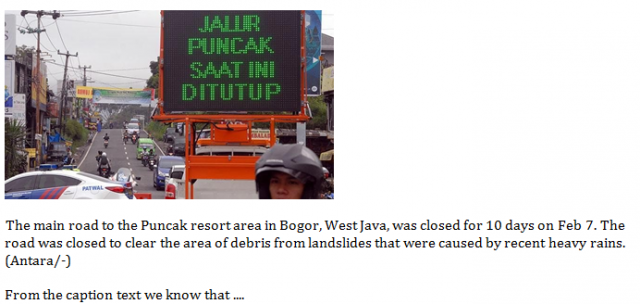 JALUR
PUNCAK
SAAT INI
DITUTUP
PATWAL
The main road to the Puncak resort area in Bogor, West Java, was closed for 10 days on Feb 7. The
road was closed to clear the area of debris from landslides that were caused by recent heavy rains.
(Antara/-)
From the caption text we know that ....